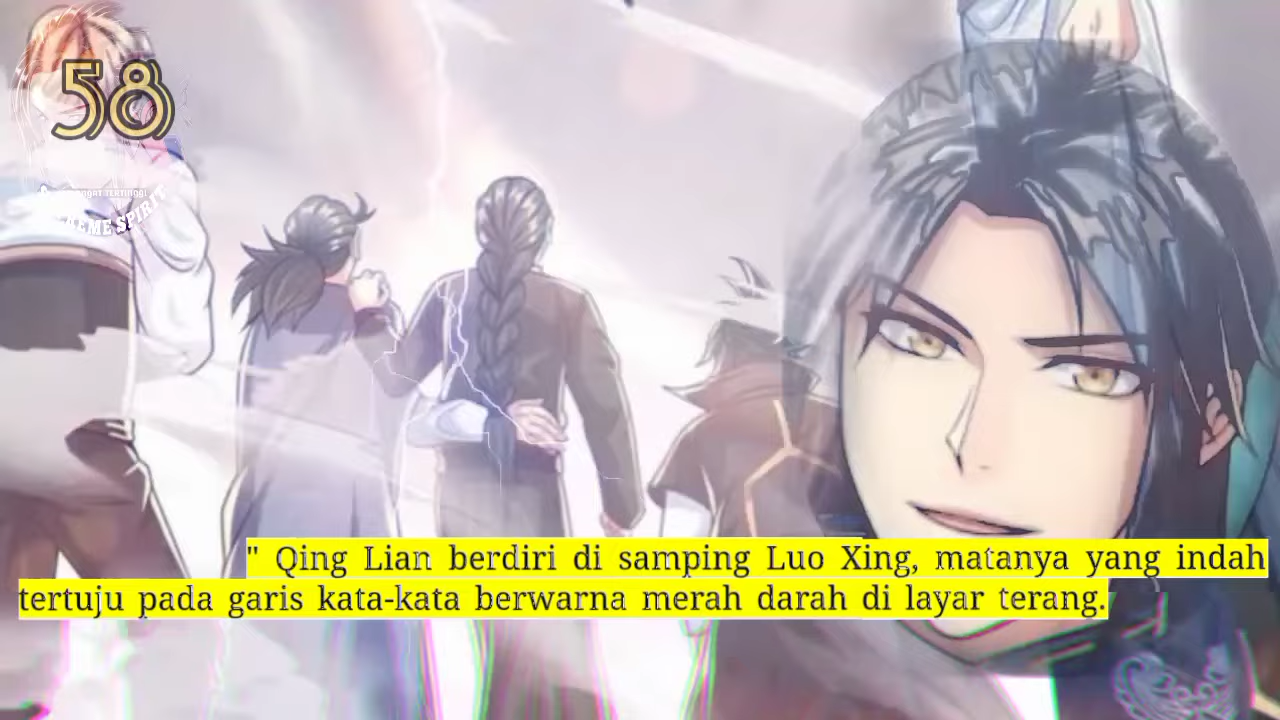 58
" Qing Lian berdiri di samping Luo Xing, matanya yang indah
tertuju pada garis kata-kata berwarna merah darah di layar terang.